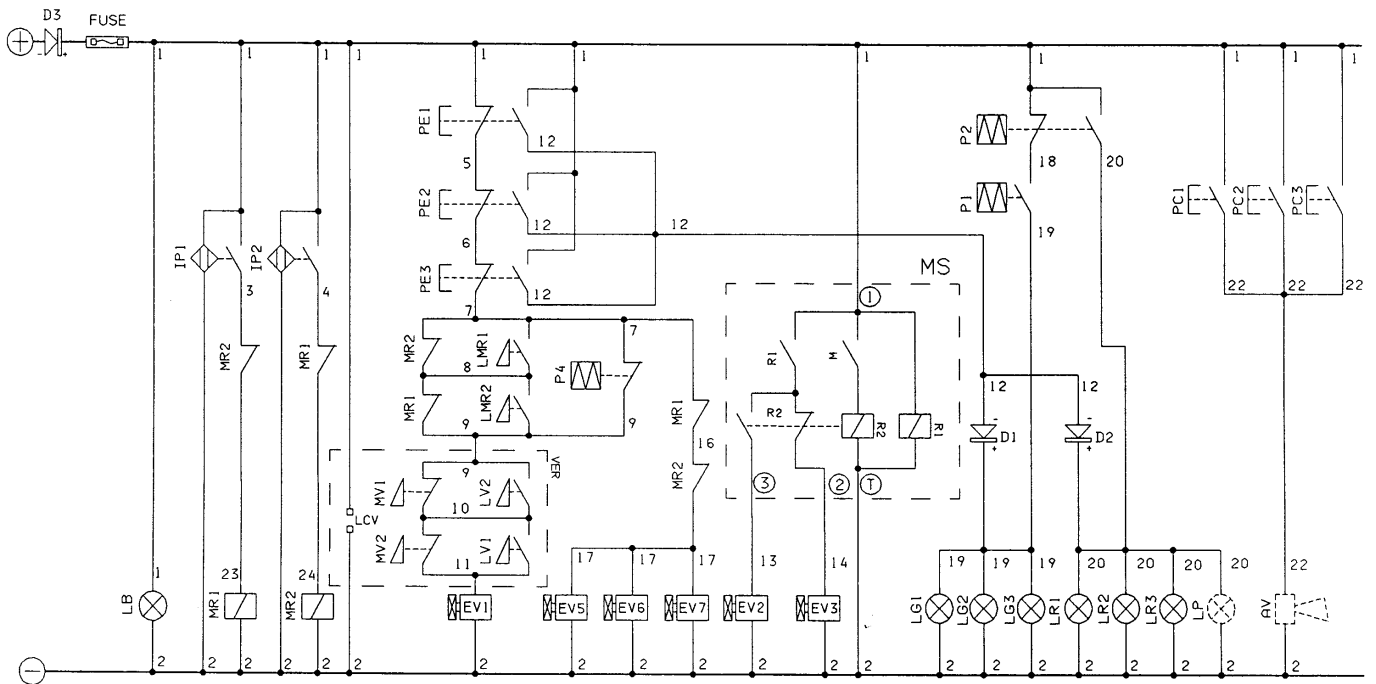 D3
FUSE
1 1 1 1 1 1 1 1 1 1 1
PE1
12
5
PE2
12
12
6
PE3
12
7
7
P2
18
20
P1
19
PC1
PC2
PC3
22
22
22
IP1
3
IP2
4
MR2
MR1
MR2
LMR1
8
MR1
LMR2
9
P4
9
MR1
16
MR2
MS
1
R1
M
R2
R2
R1
3
2
T
12
12
D1
D2
- +
- +
- +
VER
9
MV1
LV2
10
LCV
MV2
LV1
11
17
17
17
13
14
19
19
19
20
20
20
20
22
1
23
24
LB
MR1
MR2
EV1
EV5
EV6
EV7
EV2
EV3
LG1
LG2
LG3
LR1
LR2
LR3
LP
AV
2 2 2 2 2 2 2 2 2 2 2 2 2 2 2 2 2 2 2 2 2 2